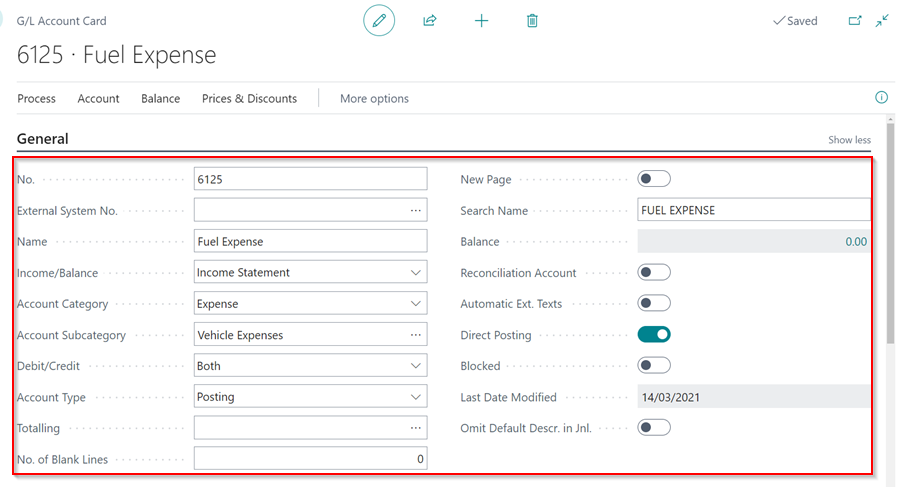 G/L Account Card
Saved
6125 · Fuel Expense
Process Account Balance Prices & Discounts More options
General
Show less
No. 6125
External System No.
Name Fuel Expense
Income/Balance Income Statement
Account Category Expense
Account Subcategory Vehicle Expenses
Debit/Credit Both
Account Type Posting
Totalling
No. of Blank Lines 0
New Page
Search Name FUEL EXPENSE
Balance 0.00
Reconciliation Account
Automatic Ext. Texts
Direct Posting
Blocked
Last Date Modified 14/03/2021
Omit Default Descr. in Jnl.